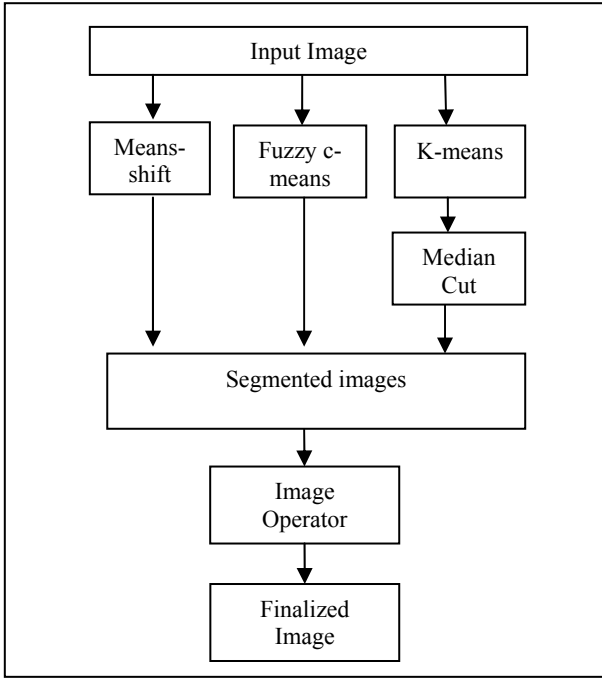 Input Image
Means-
shift
Fuzzy c-
means
K-means
Median
Cut
Segmented images
Image
Operator
Finalized
Image